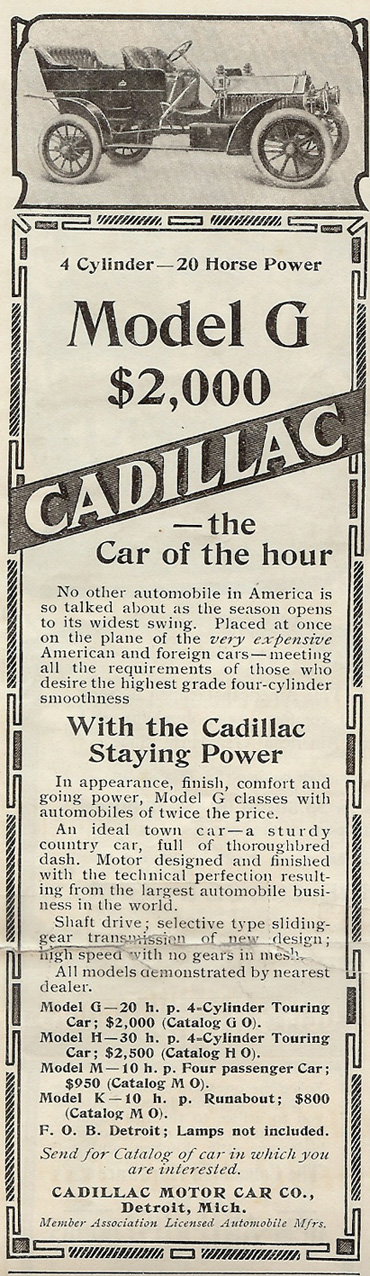 4 Cylinder—20 Horse Power
Model G
$2,000
CADILLAC
—the
Car of the hour
No other automobile in America is
so talked about as the season opens
to its widest swing. Placed at once
on the plane of the very expensive
American and foreign cars—meeting
all the requirements of those who
desire the highest grade four-cylinder
smoothness
With the Cadillac
Staying Power
In appearance, finish, comfort and
going power, Model G classes with
automobiles of twice the price.
An ideal town car—a sturdy
country car, full of thoroughbred
dash. Motor designed and finished
with the technical perfection result-
ing from the largest automobile busi-
ness in the world.
Shaft drive; selective type sliding-
gear transmission of new design;
high speed with no gears in mesh.
All models demonstrated by nearest
dealer.
Model G—20 h. p. 4=Cylinder Touring
Car; $2,000 (Catalog G O).
Model H—30 h. p. 4=Cylinder Touring
Car; $2,500 (Catalog H O).
Model M—10 h. p. Four passenger Car;
$950 (Catalog M O).
Model K—10 h. p. Runabout; $800
(Catalog M O).
F. O. B. Detroit; Lamps not included.
Send for Catalog of car in which you
are interested.
CADILLAC MOTOR CAR CO.,
Detroit, Mich.
Member Association Licensed Automobile Mfrs.